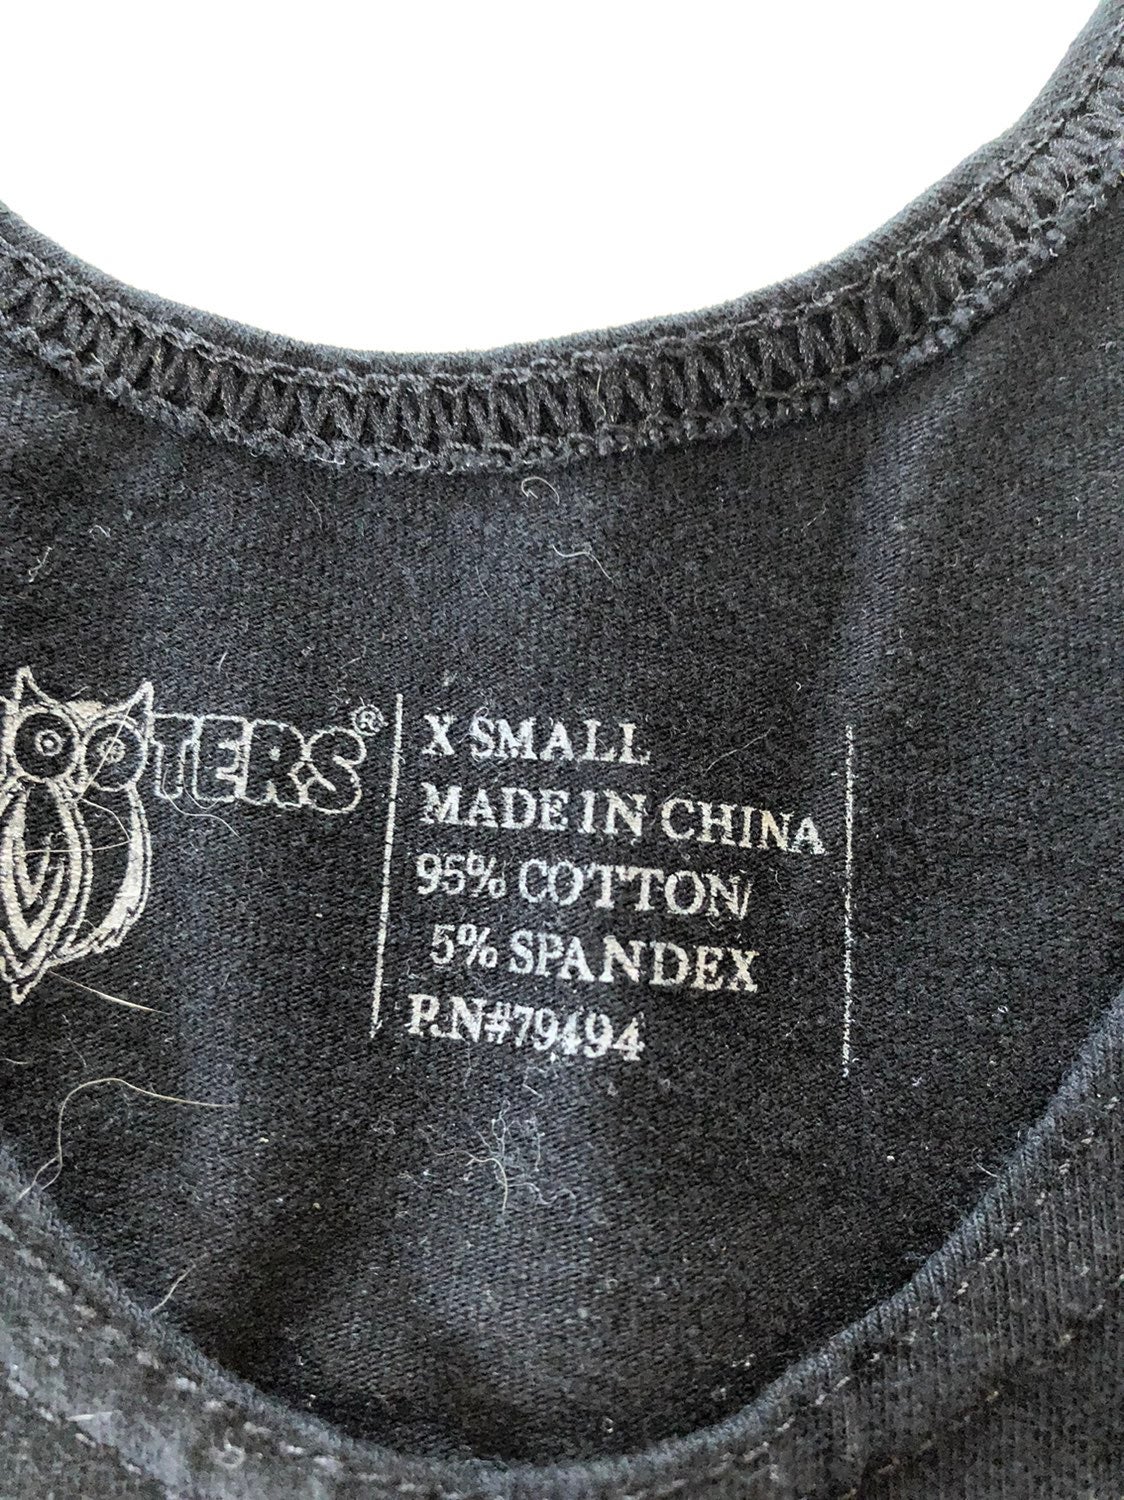 TERS®
X SMALL
MADE IN CHINA
95% COTTON/
5% SPANDEX
P.N#79494